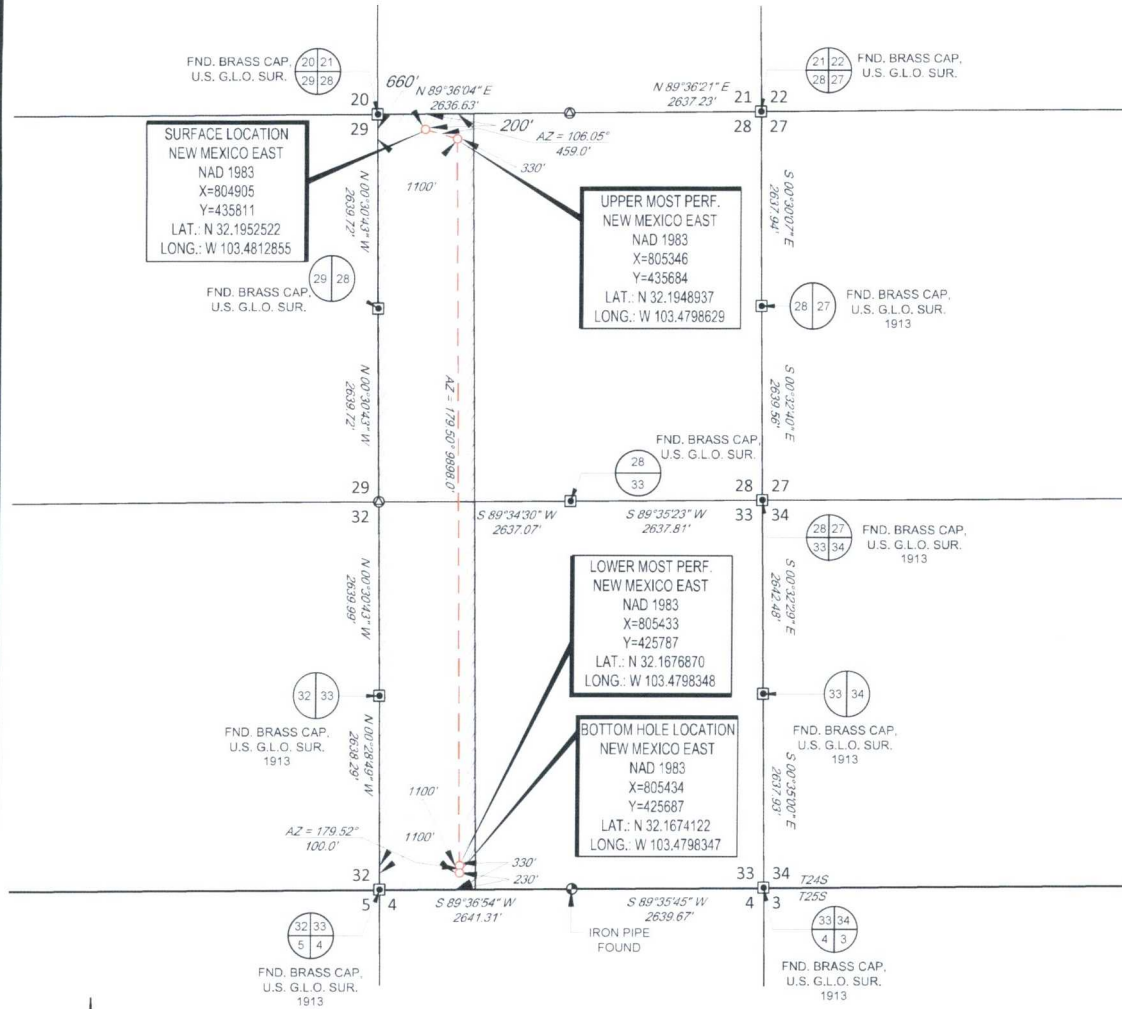 FND. BRASS CAP,
U.S. G.L.O. SUR.
20 21
29 28
660'
N 89°36'04" E
2636.63'
N 89°36'21" E
2637.23'
21 22
28 27
FND. BRASS CAP,
U.S. G.L.O. SUR.
20
29
21 22
28 27
200'
AZ = 106.05°
459.0'
330'
1100'
SURFACE LOCATION
NEW MEXICO EAST
NAD 1983
X=804905
Y=435811
LAT.: N 32.1952522
LONG.: W 103.4812855
N 00°30'43" W
2639.72'
UPPER MOST PERF.
NEW MEXICO EAST
NAD 1983
X=805346
Y=435684
LAT.: N 32.1948937
LONG.: W 103.4798629
S 00°30'07" E
2637.94'
29 28
FND. BRASS CAP,
U.S. G.L.O. SUR.
28 27
FND. BRASS CAP,
U.S. G.L.O. SUR.
1913
N 00°30'43" W
2639.72'
AZ = 179.50° 9898.0'
S 00°32'40" E
2639.56'
FND. BRASS CAP,
U.S. G.L.O. SUR.
28
33
29
32
28 27
33 34
S 89°34'30" W
2637.07'
S 89°35'23" W
2637.81'
28 27
33 34
FND. BRASS CAP,
U.S. G.L.O. SUR.
1913
N 00°30'43" W
2639.99'
LOWER MOST PERF.
NEW MEXICO EAST
NAD 1983
X=805433
Y=425787
LAT.: N 32.1676870
LONG.: W 103.4798348
S 00°32'29" E
2642.48'
32 33
FND. BRASS CAP,
U.S. G.L.O. SUR.
1913
33 34
FND. BRASS CAP,
U.S. G.L.O. SUR.
1913
N 00°28'49" W
2638.29'
BOTTOM HOLE LOCATION
NEW MEXICO EAST
NAD 1983
X=805434
Y=425687
LAT.: N 32.1674122
LONG.: W 103.4798347
S 00°35'00" E
2637.93'
1100'
1100'
AZ = 179.52°
100.0'
330'
230'
32
5 4
33 34
4 3
T24S
T25S
S 89°36'54" W
2641.31'
S 89°35'45" W
2639.67'
IRON PIPE
FOUND
32 33
5 4
FND. BRASS CAP,
U.S. G.L.O. SUR.
1913
33 34
4 3
FND. BRASS CAP,
U.S. G.L.O. SUR.
1913